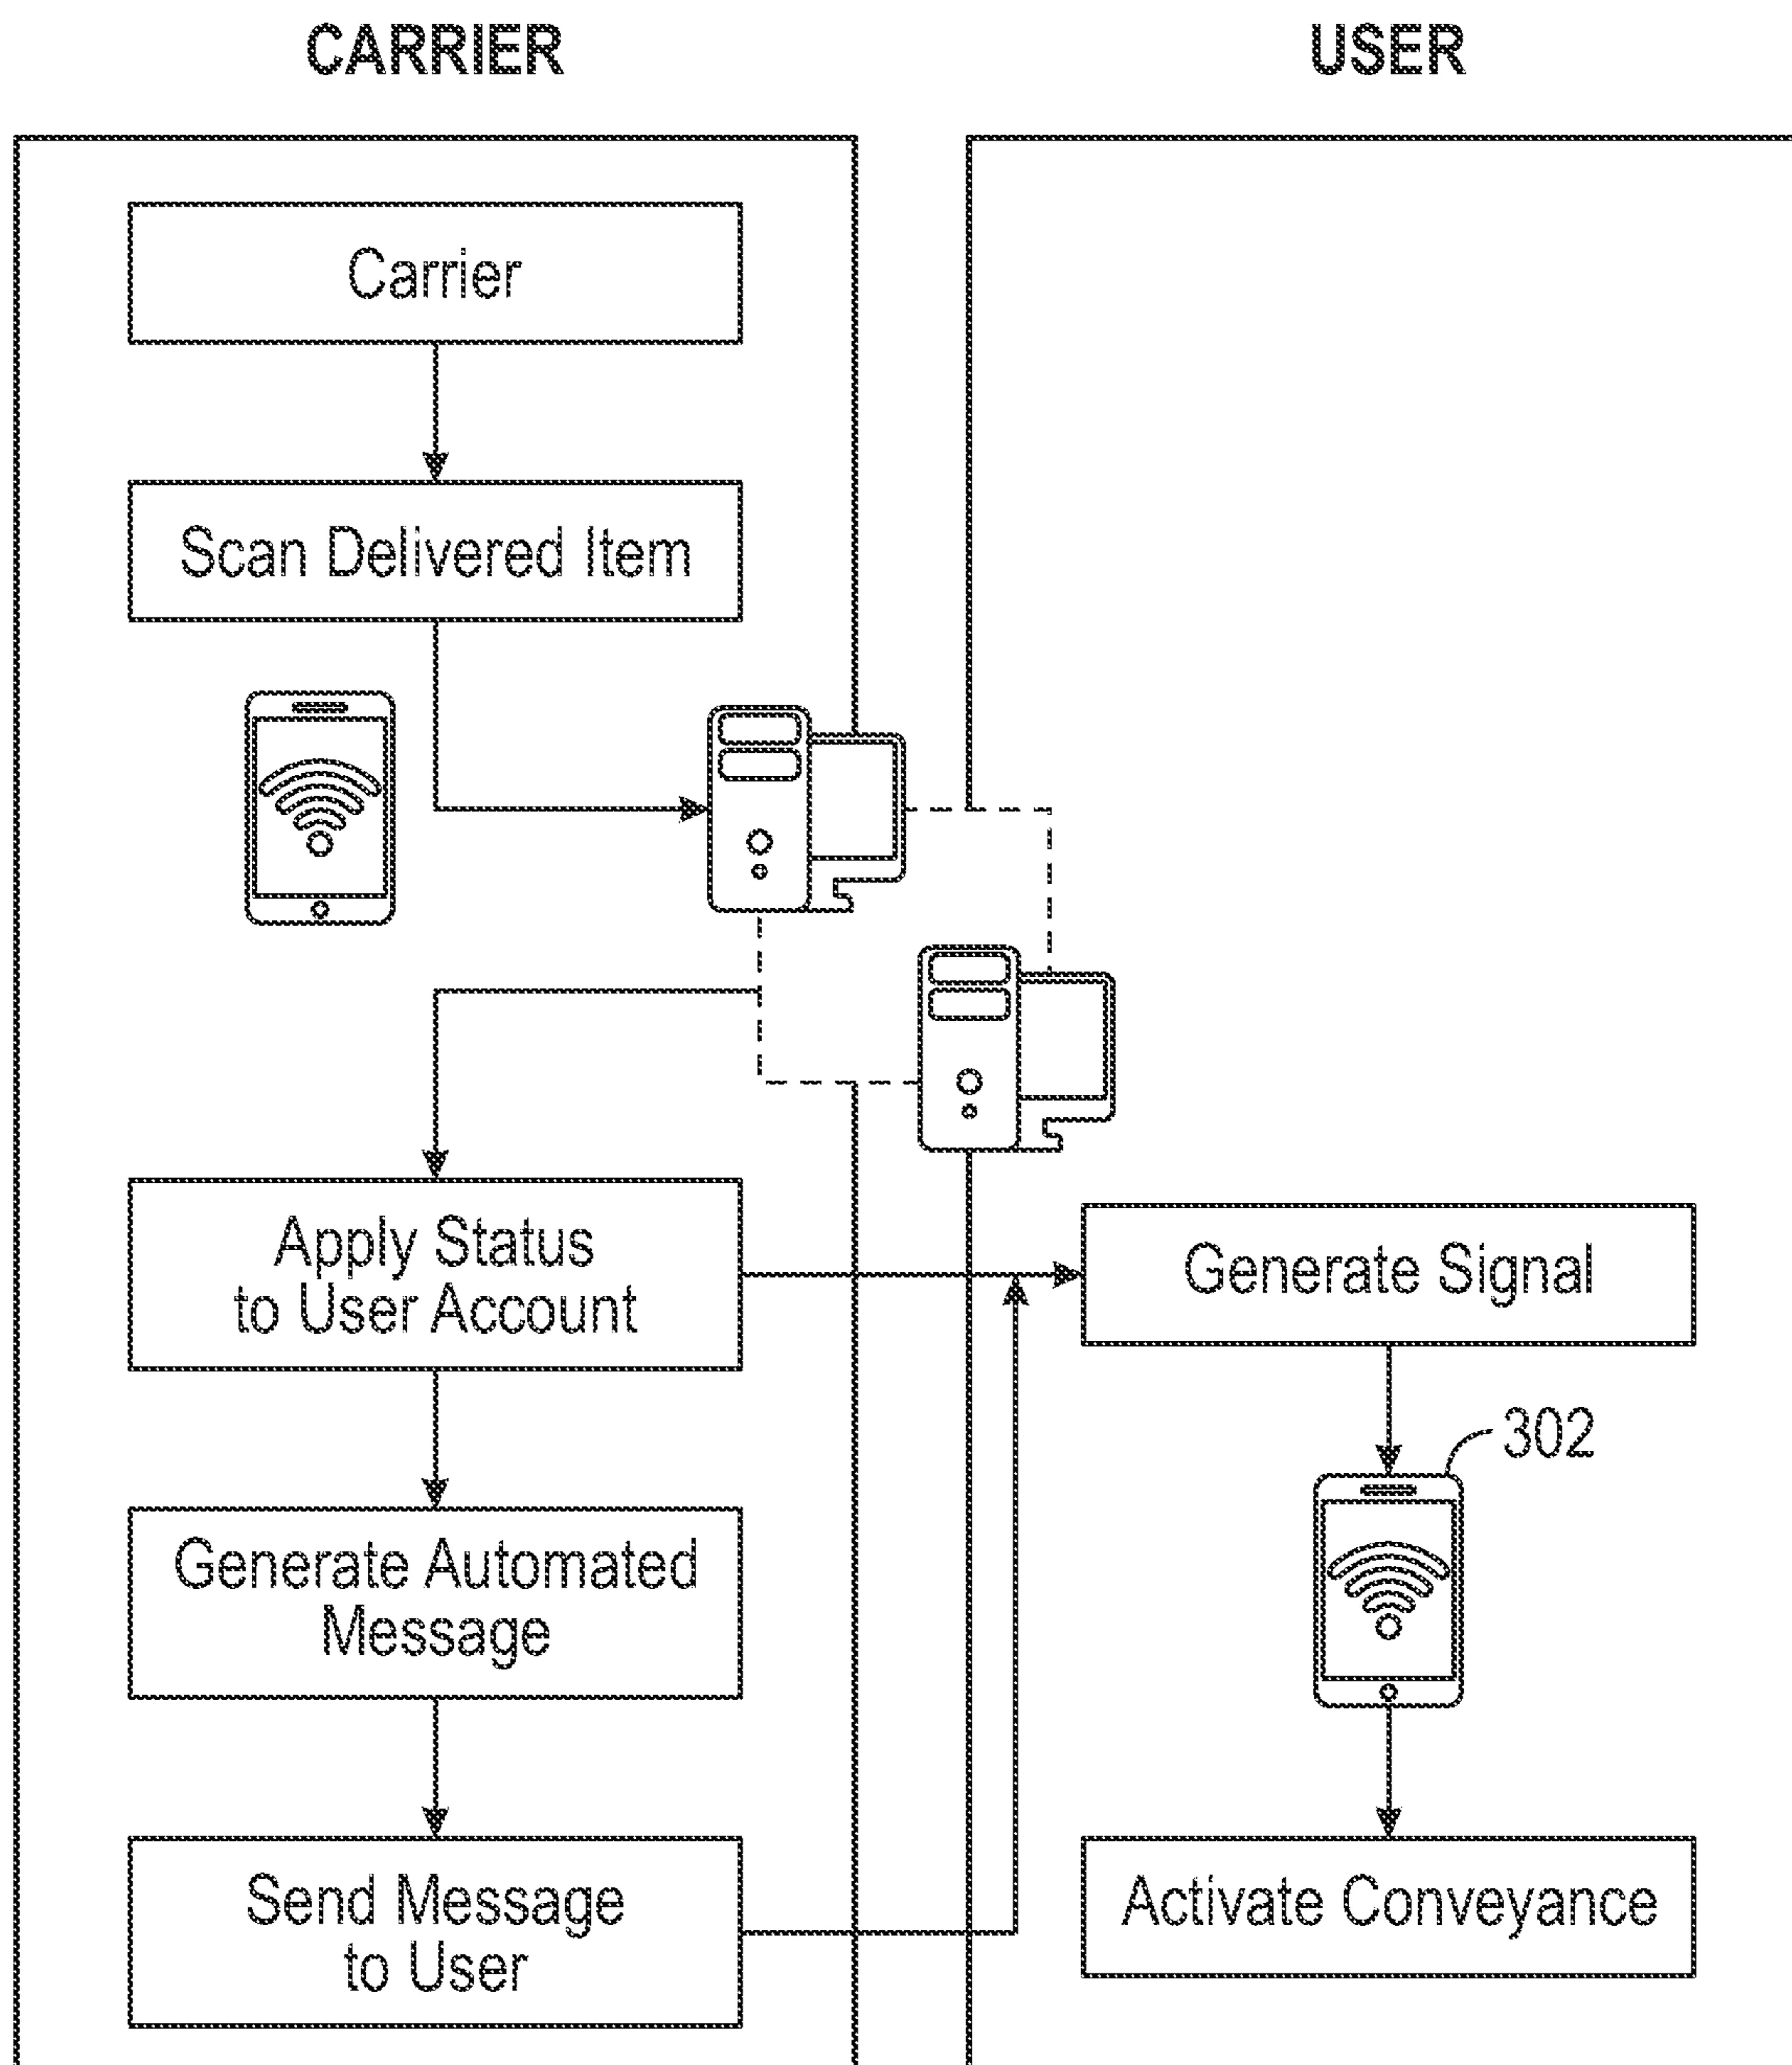 CARRIER
USER
Carrier
Scan Delivered Item
Apply Status
to User Account
Generate Signal
302
Generate Automated
Message
Send Message
to User
Activate Conveyance